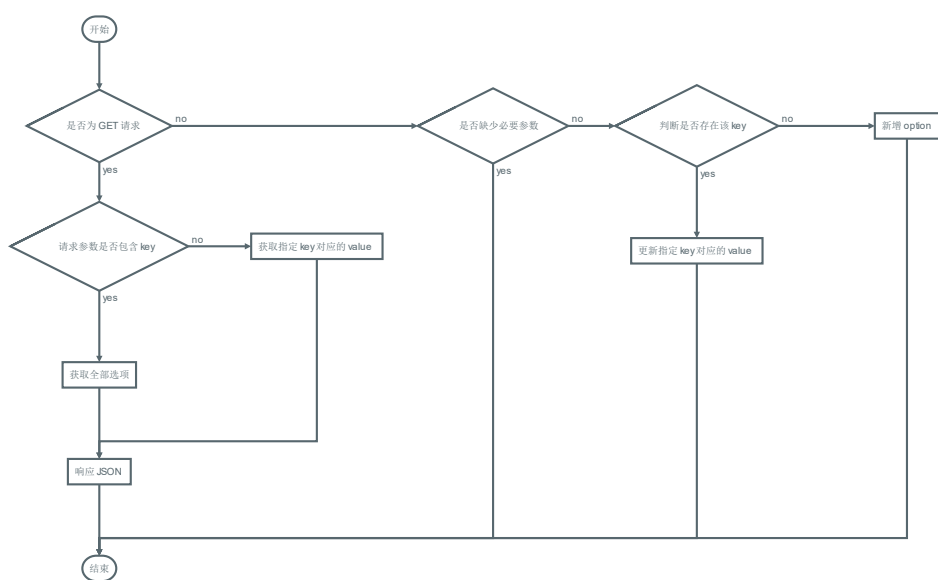 开始
是否为 GET 请求
no
是否缺少必要参数
no
判断是否存在该 key
no
新增 option
yes
yes
yes
请求参数是否包含 key
no
获取指定 key 对应的 value
更新指定 key 对应的 value
yes
获取全部选项
响应 JSON
结束